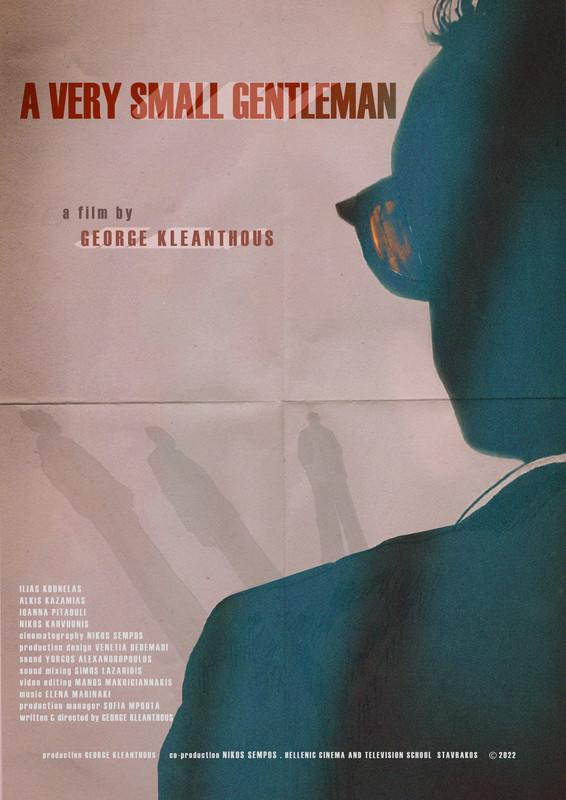 A VERY SMALL GENTLEMAN
a film by
GEORGE KLEANTHOUS
ILIAS KOUNELAS
ALKIS KAZAMIAS
IOANNA PITAOULI
NIKOS KARVOUNIS
cinematography NIKOS SEMPOS
production design VENETIA DEDEMADI
sound YORGOS ALEXANDROPOULOS
sound mixing SIMOS LAZARIDIS
video editing MANOS MAKRIGIANNAKIS
music ELENA MARINAKI
production manager SOFIA MPOUTA
written & directed by GEORGE KLEANTHOUS
production GEORGE KLEANTHOUS co-production NIKOS SEMPOS . HELLENIC CINEMA AND TELEVISION SCHOOL STAVRAKOS ©2022